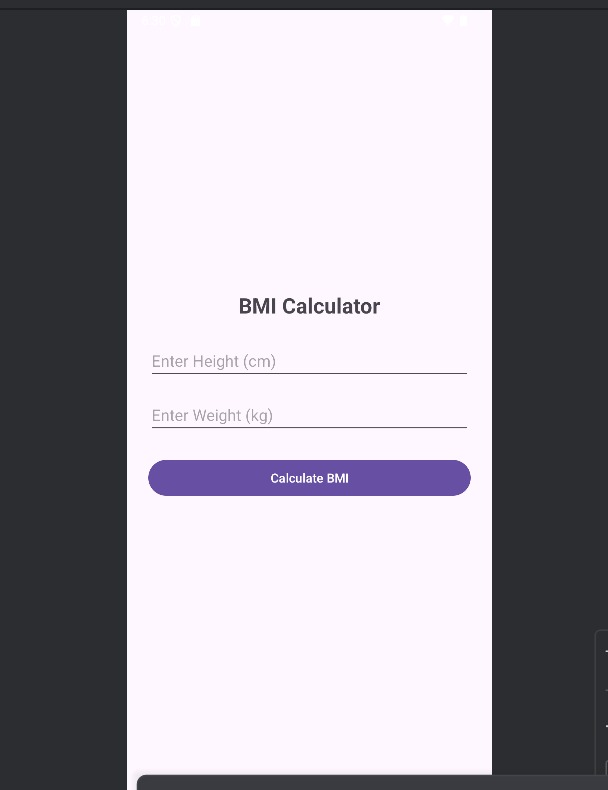 BMI Calculator
Enter Height (cm)
Enter Weight (kg)
Calculate BMI